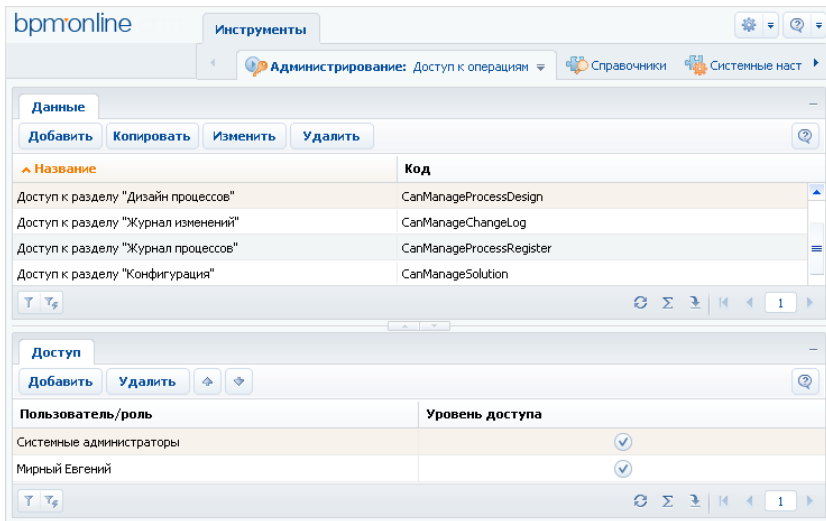 bpm'online
Инструменты
Администрирование: Доступ к операциям
Справочники
Системные наст
Данные
Добавить Копировать Изменить Удалить
Название Код
Доступ к разделу "Дизайн процессов" CanManageProcessDesign
Доступ к разделу "Журнал изменений" CanManageChangeLog
Доступ к разделу "Журнал процессов" CanManageProcessRegister
Доступ к разделу "Конфигурация" CanManageSolution
1
Доступ
Добавить Удалить
Пользователь/роль Уровень доступа
Системные администраторы
Мирный Евгений
1